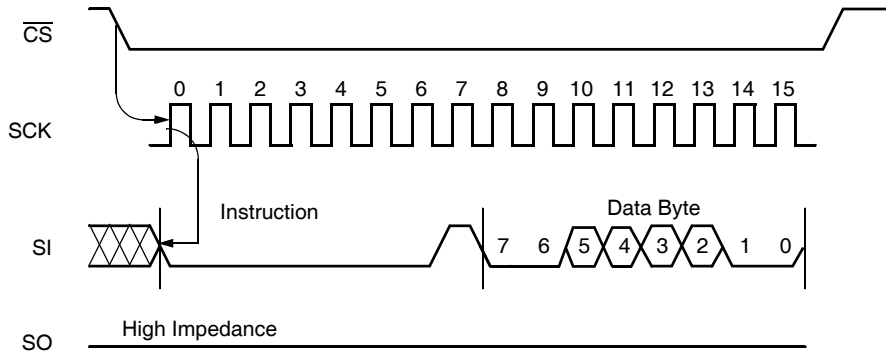 CS
0 1 2 3 4 5 6 7 8 9 10 11 12 13 14 15
SCK
Instruction
Data Byte
SI
7 6 5 4 3 2 1 0
High Impedance
SO